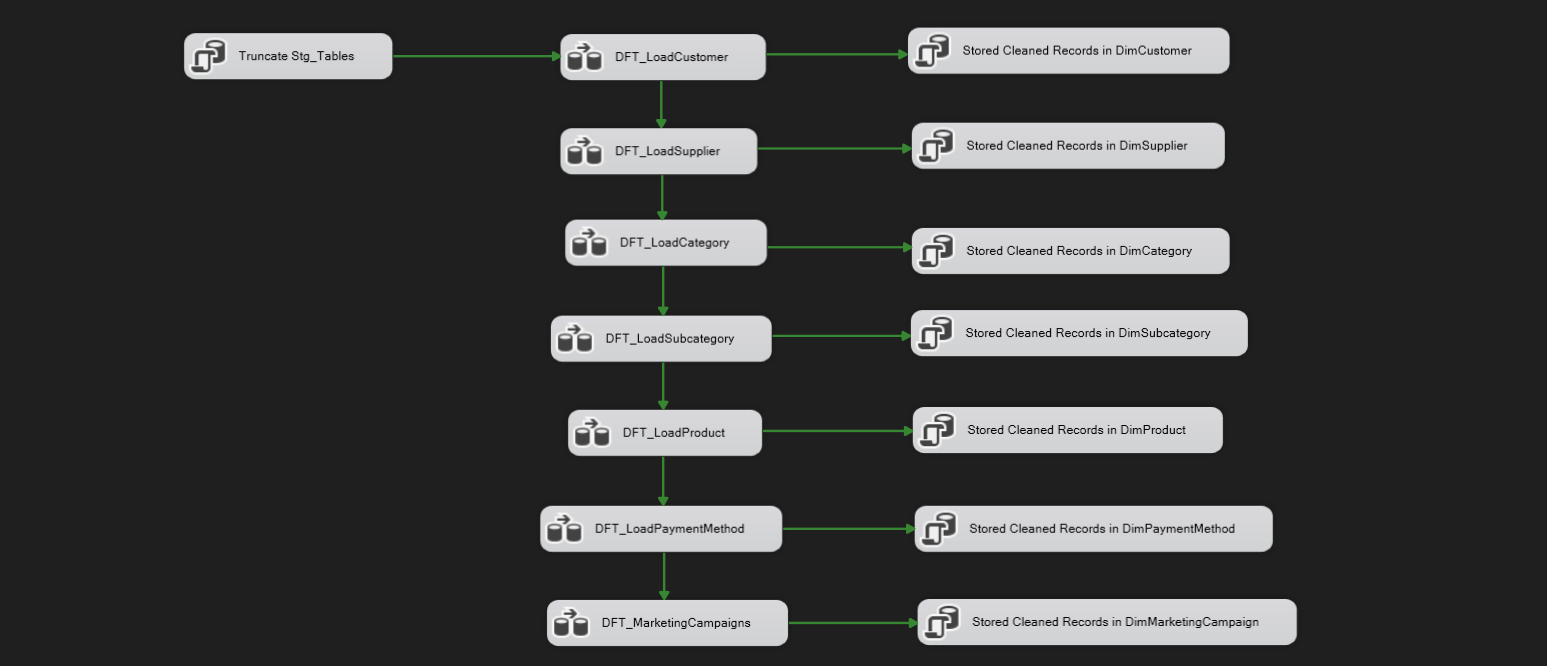 Truncate Stg_Tables
DFT_LoadCustomer
Stored Cleaned Records in DimCustomer
DFT_LoadSupplier
Stored Cleaned Records in DimSupplier
DFT_LoadCategory
Stored Cleaned Records in DimCategory
DFT_LoadSubcategory
Stored Cleaned Records in DimSubcategory
DFT_LoadProduct
Stored Cleaned Records in DimProduct
DFT_LoadPaymentMethod
Stored Cleaned Records in DimPaymentMethod
DFT_MarketingCampaigns
Stored Cleaned Records in DimMarketingCampaign